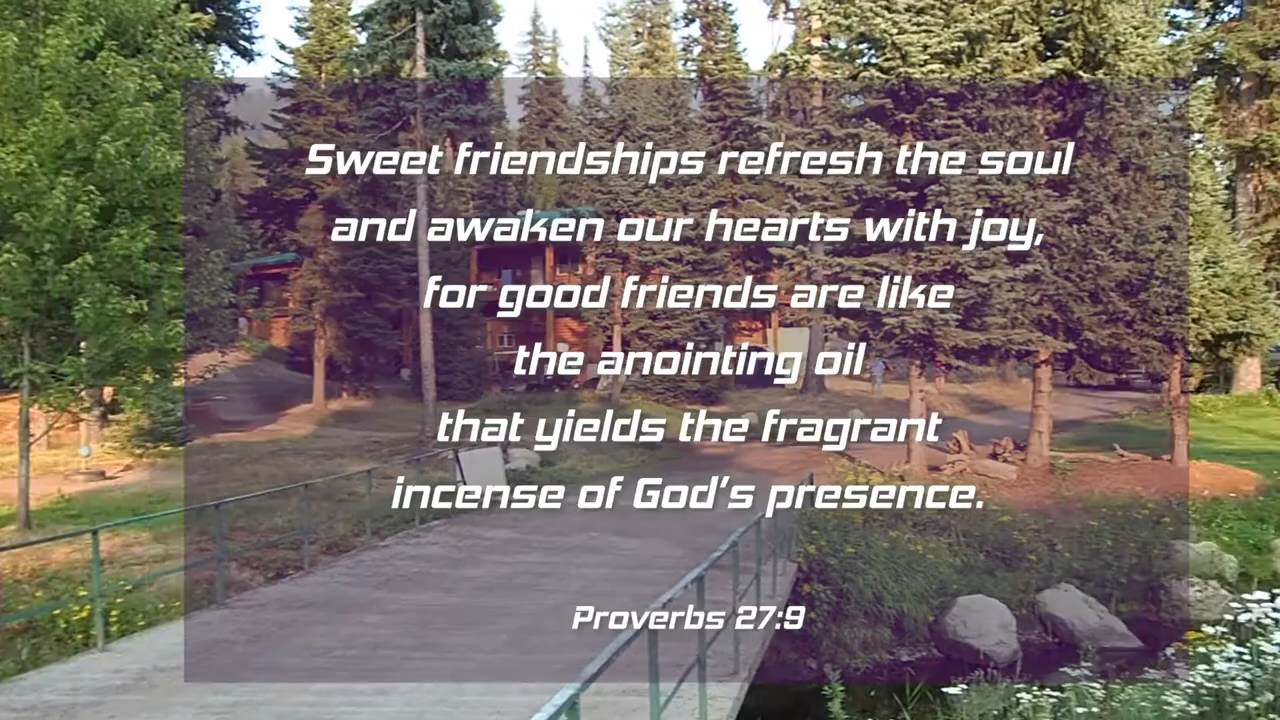 Sweet friendships refresh the soul
and awaken our hearts with joy,
for good friends are like
the anointing oil
that yields the fragrant
incense of God's presence.
Proverbs 27:9